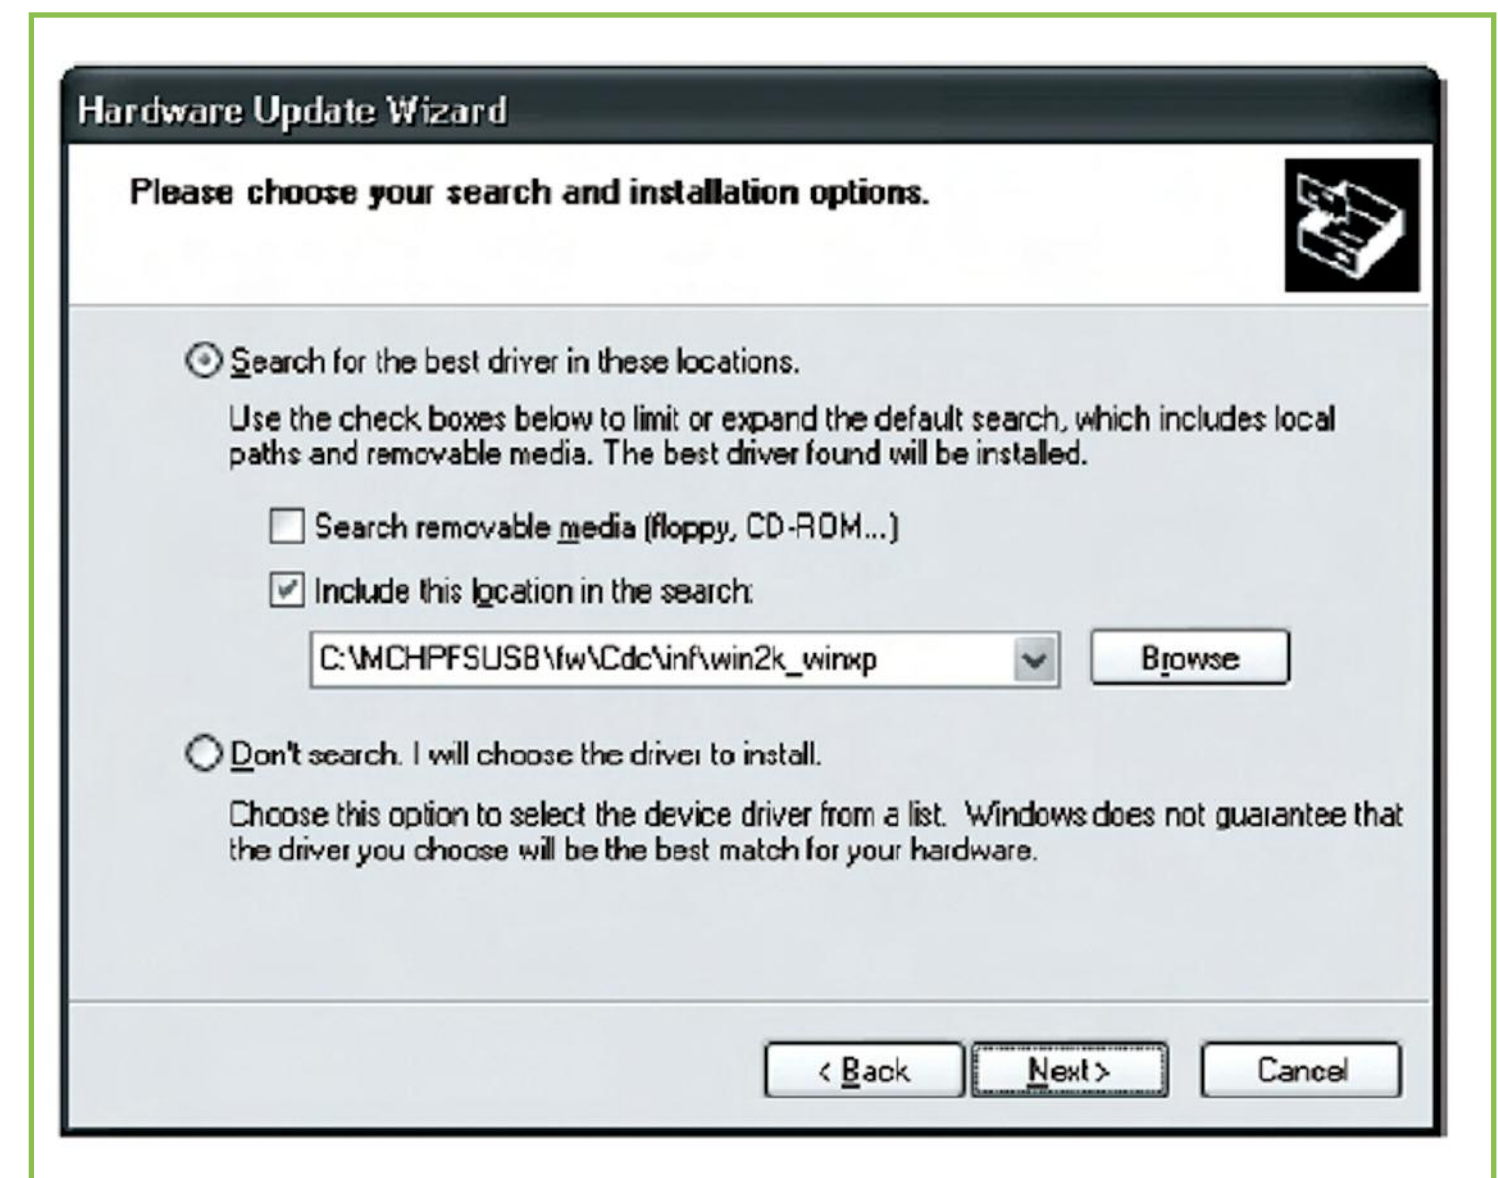 Hardware Update Wizard
Please choose your search and installation options.
Search for the best driver in these locations.
Use the check boxes below to limit or expand the default search, which includes local
paths and removable media. The best driver found will be installed.
Search removable media (floppy, CD-ROM...)
Include this location in the search:
C:\MCHPFSUSB\fw\Cdc\inf\win2k_winxp
Browse
Don't search. I will choose the driver to install.
Choose this option to select the device driver from a list. Windows does not guarantee that
the driver you choose will be the best match for your hardware.
< Back
Next >
Cancel